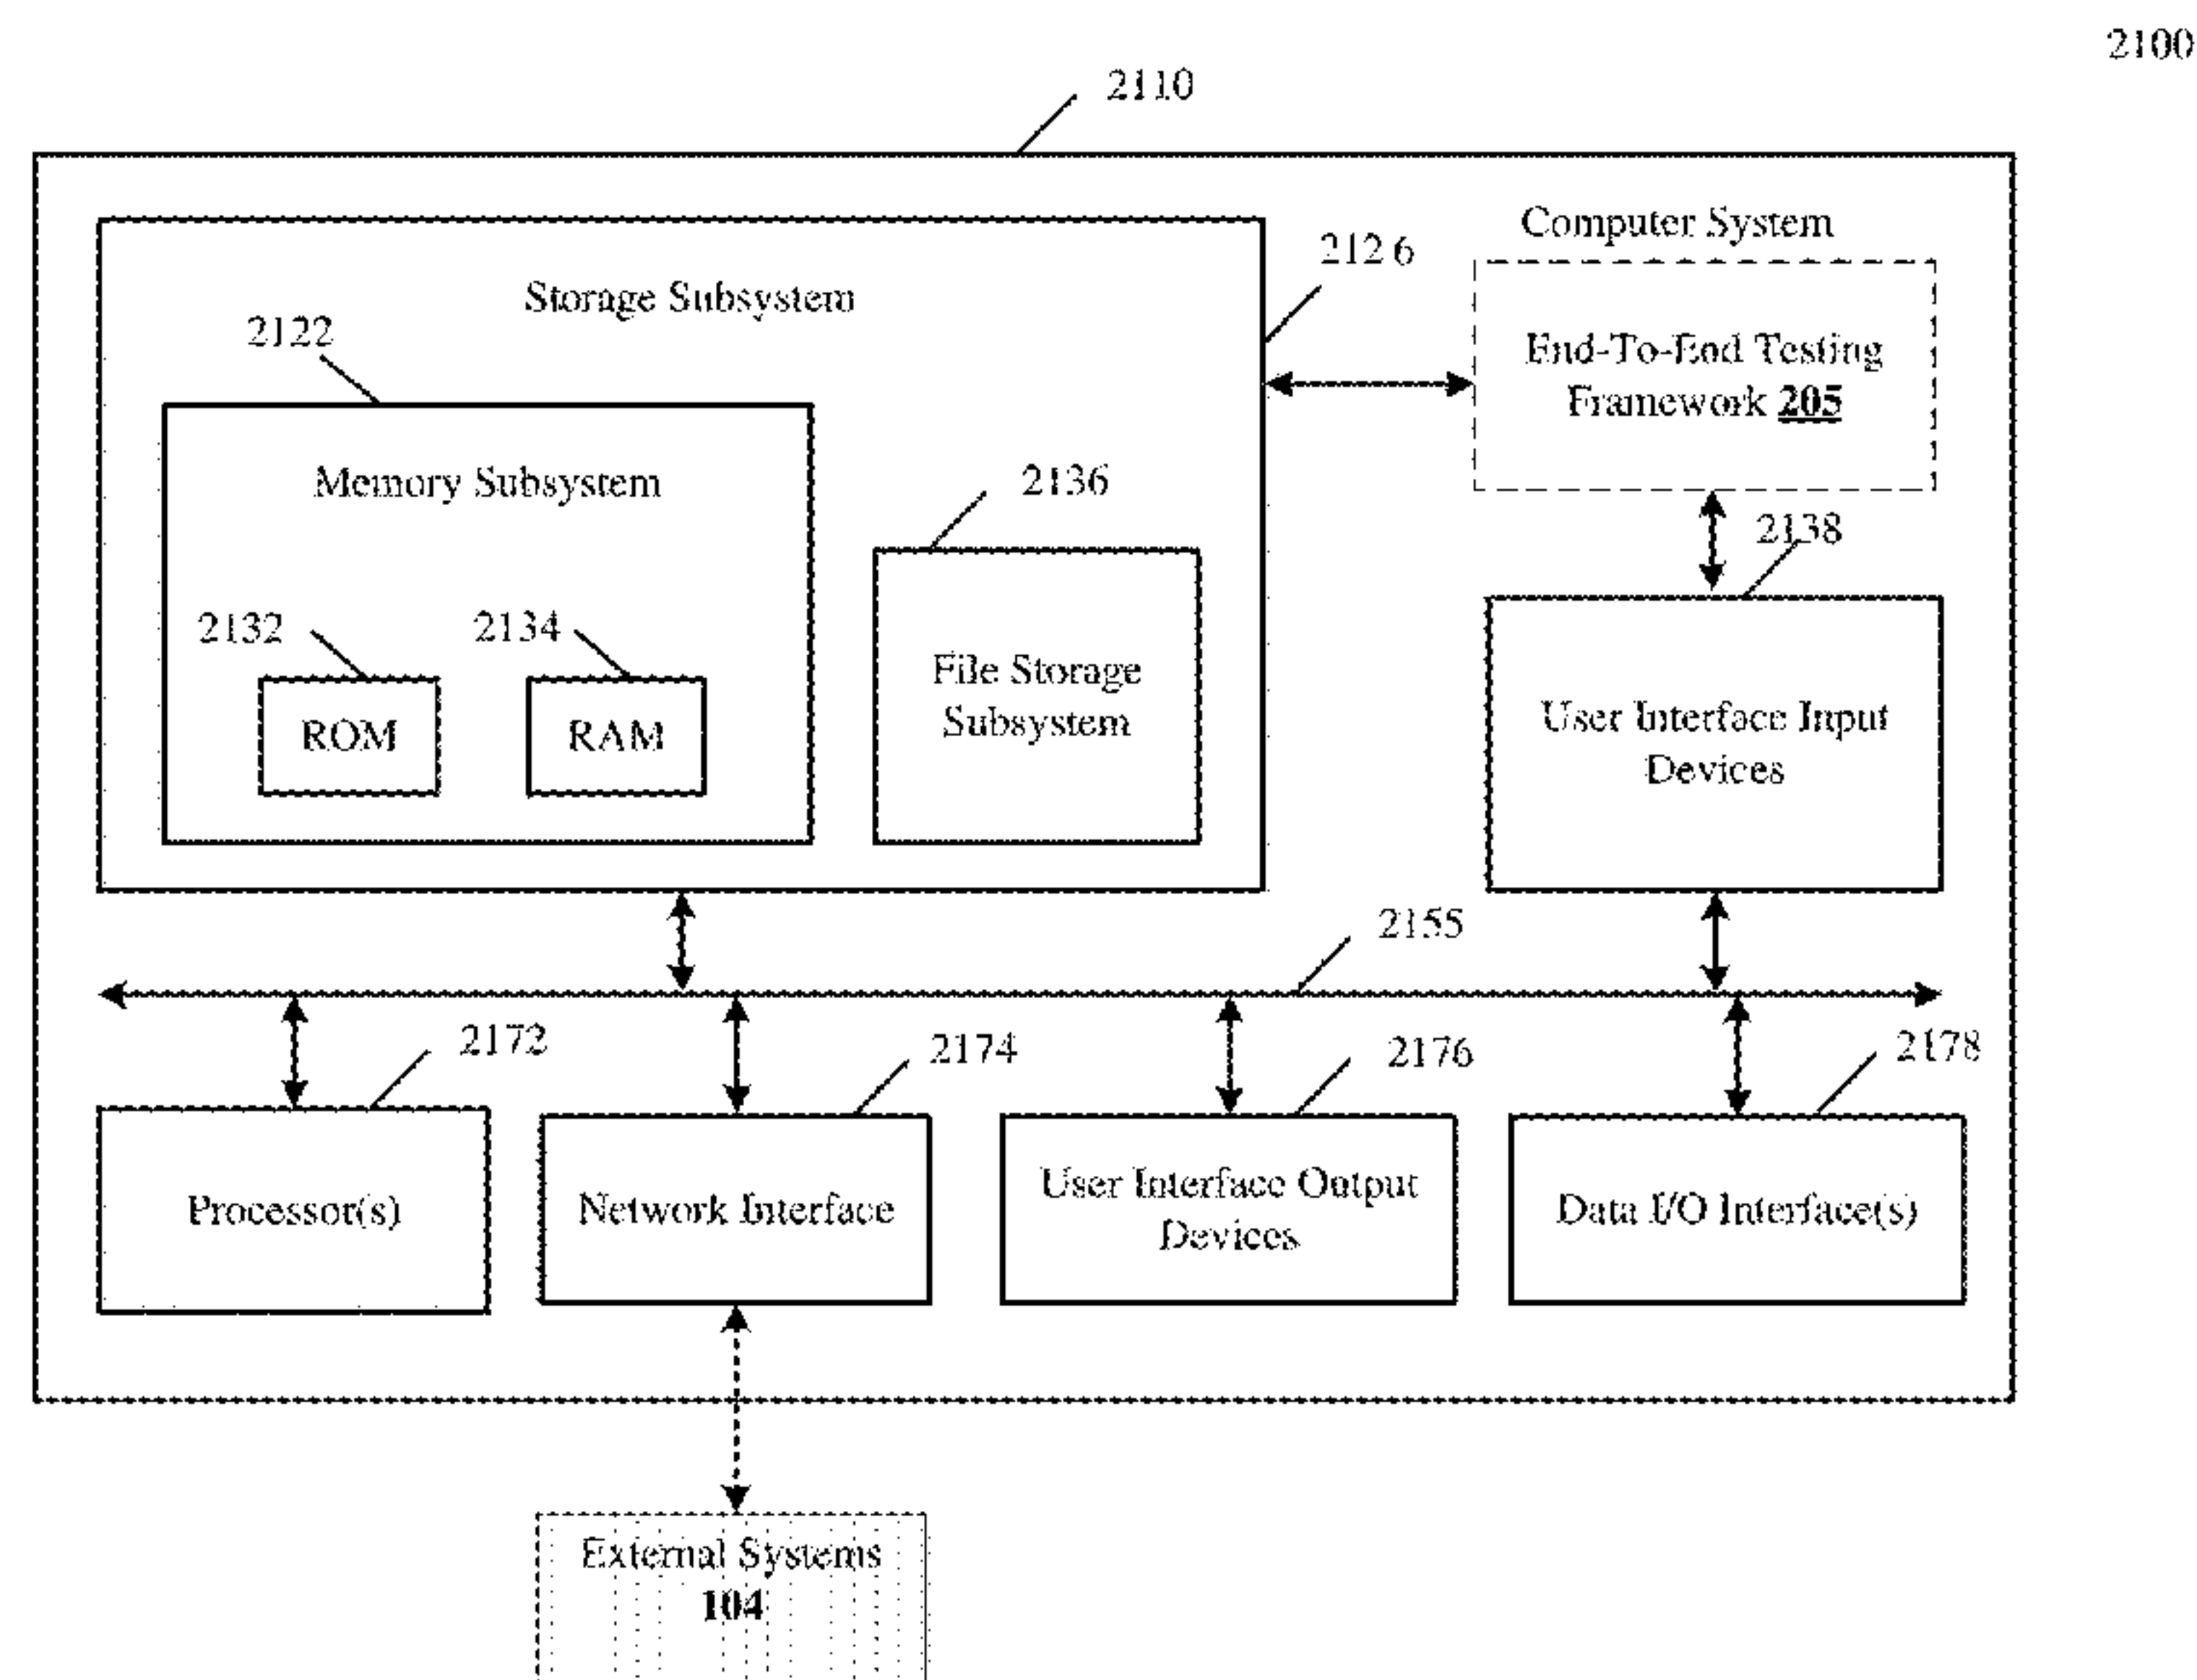 2100
2110
Computer System
2126
Storage Subsystem
2122
End-To-End Testing
Framework 205
Memory Subsystem
2136
2138
2132
2134
File Storage
Subsystem
ROM
RAM
User Interface Input
Devices
2155
2172
2174
2176
2178
Processor(s)
Network Interface
User Interface Output
Devices
Data I/O Interface(s)
External Systems
104